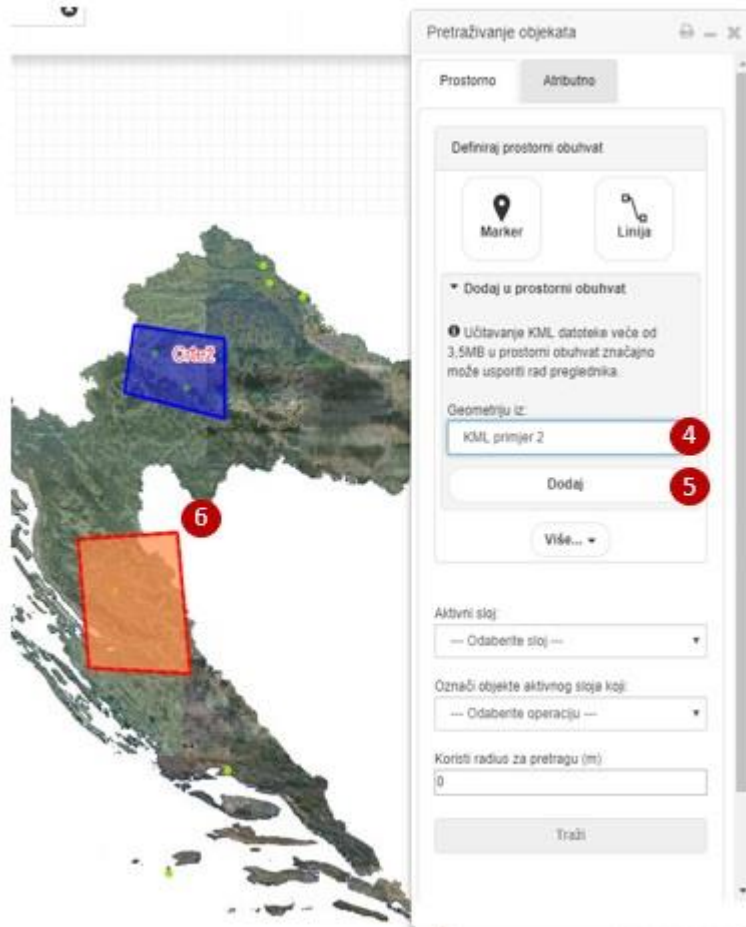 Pretraživanje objekata
Prostorno Atributno
Definiraj prostorni obuhvat
Marker Linija
Dodaj u prostorni obuhvat
Učitavanje KML datoteke veće od
3,5MB u prostorni obuhvat značajno
može usporiti rad preglednika.
Geometriju iz:
KML primjer 2
4
Dodaj
5
Više...
Aktivni sloj:
--- Odaberite sloj ---
Označi objekte aktivnog sloja koji:
--- Odaberite operaciju ---
Koristi radius za pretragu (m)
0
Traži
Crtež
6